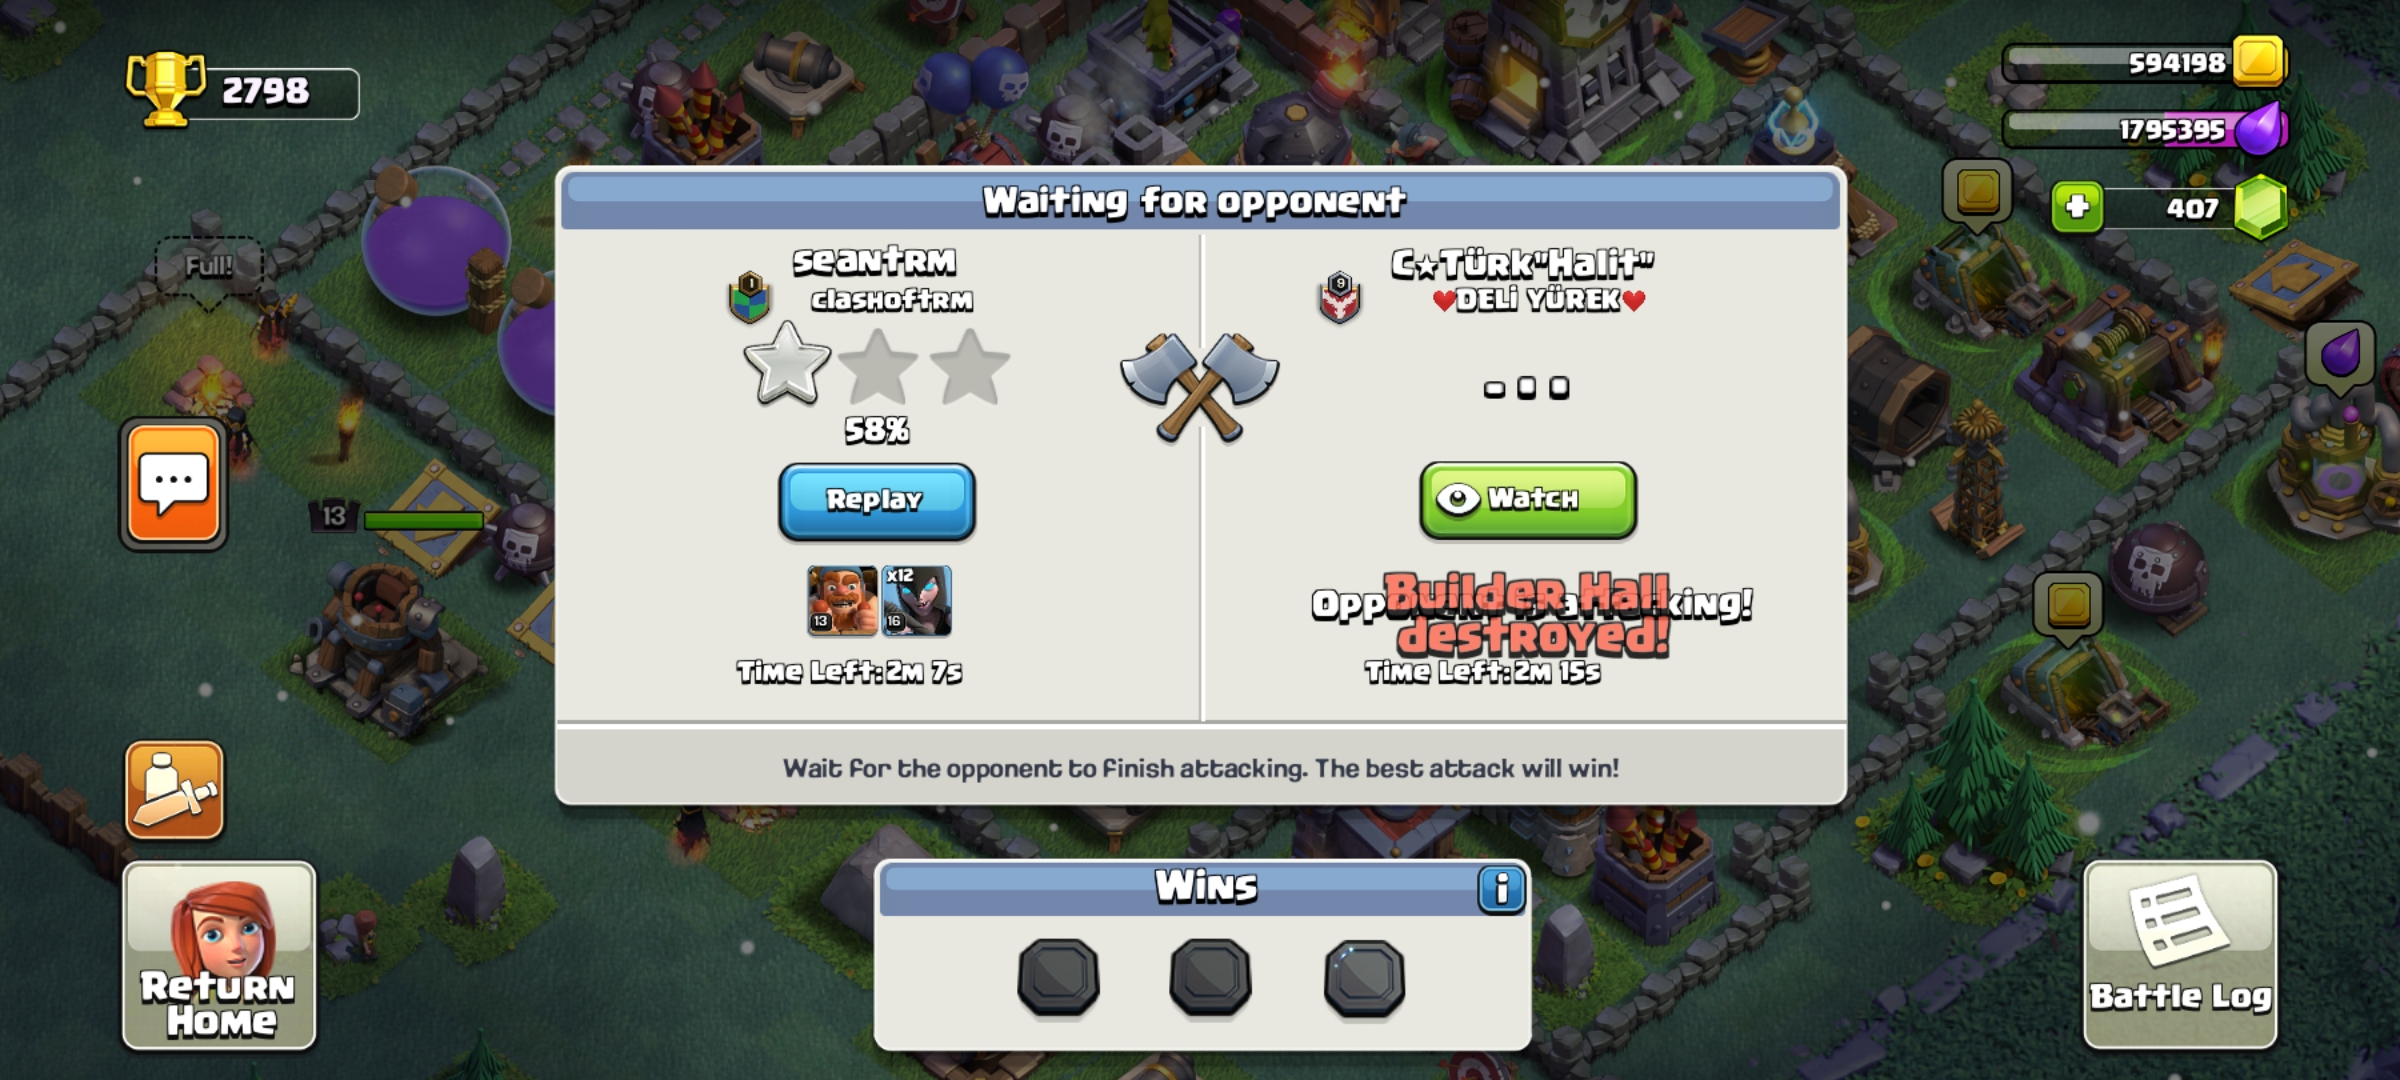 2798
594198
1795395
407
Full!
13
Waiting for opponent
1
seantrm
clashoftrm
58%
Replay
x12
13
16
Time Left: 2m 7s
9
C★Türk"Halit"
❤DELİ YÜREK❤
Watch
Builder Hall
destroyed!
Time Left: 2m 15s
Wait for the opponent to finish attacking. The best attack will win!
Wins
i
Return
Home
Battle Log